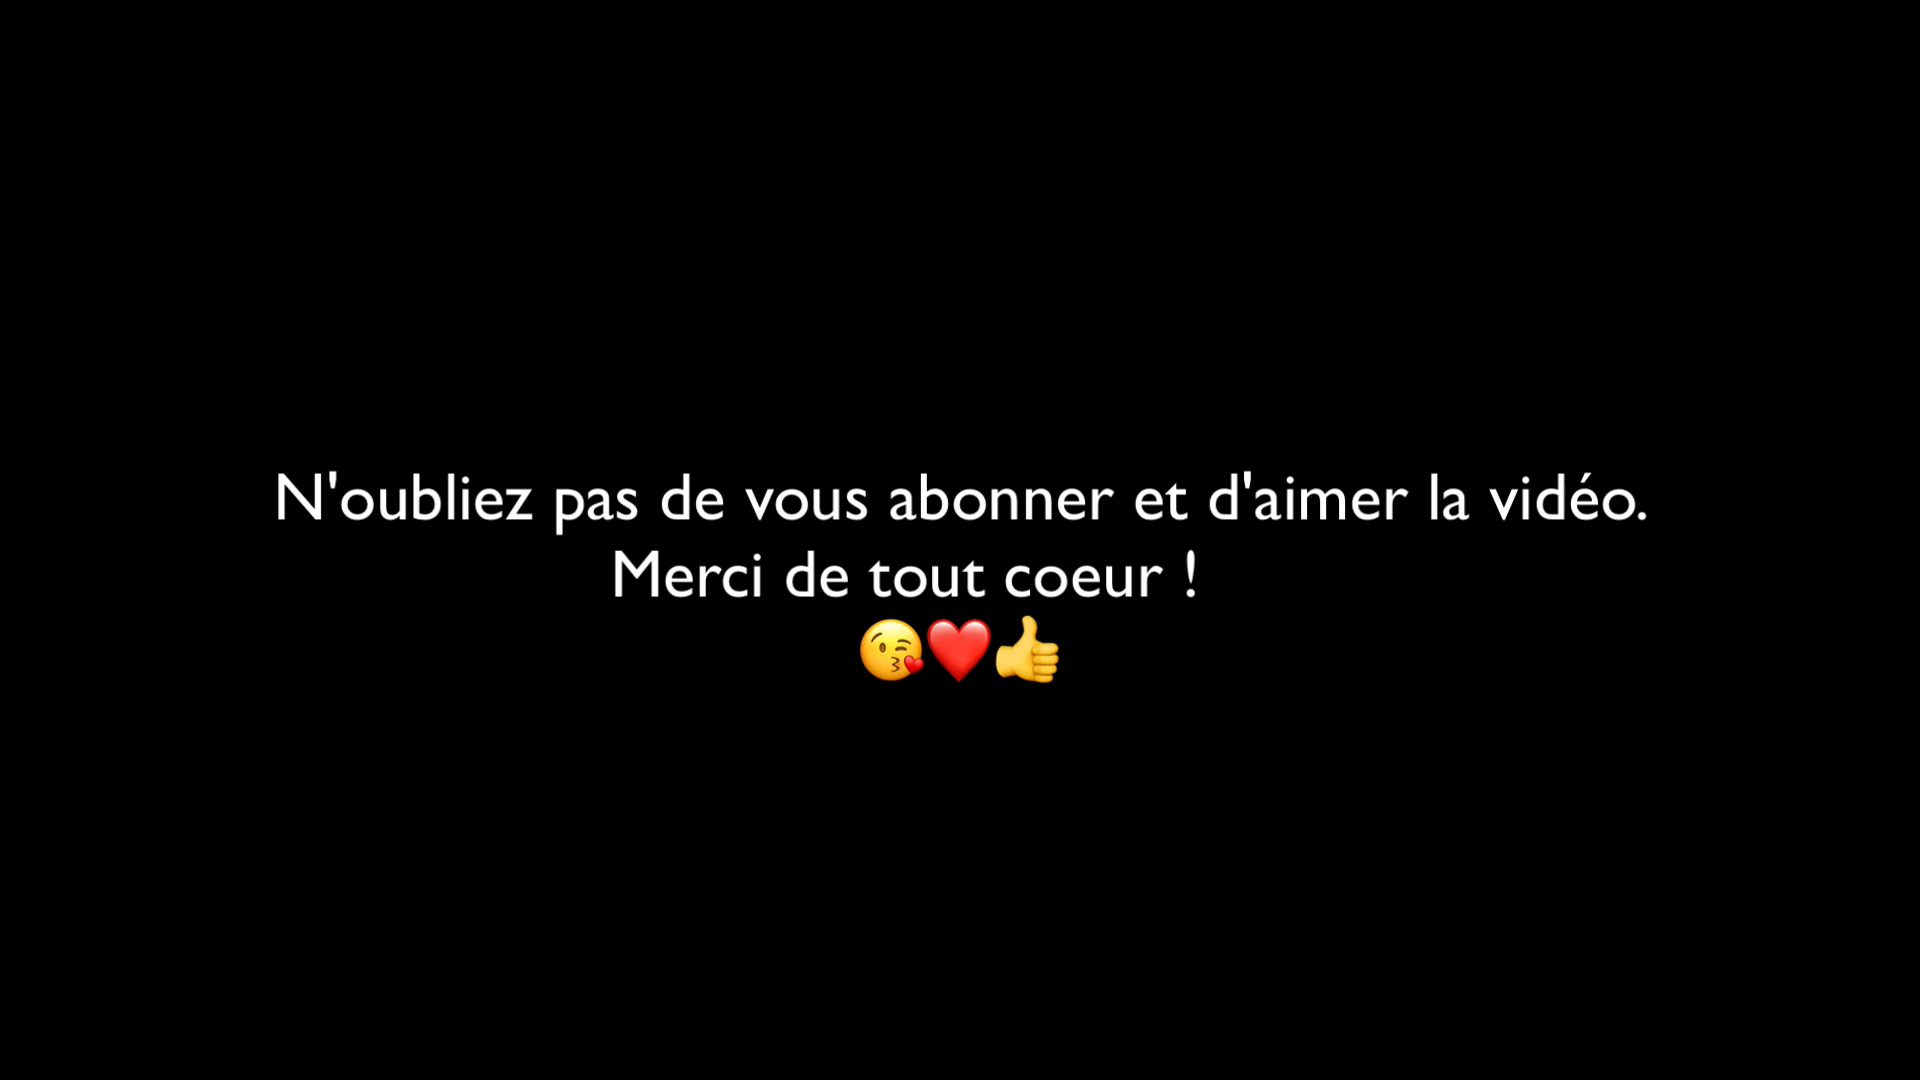 N'oubliez pas de vous abonner et d'aimer la vidéo.
Merci de tout coeur !
😘❤️👍